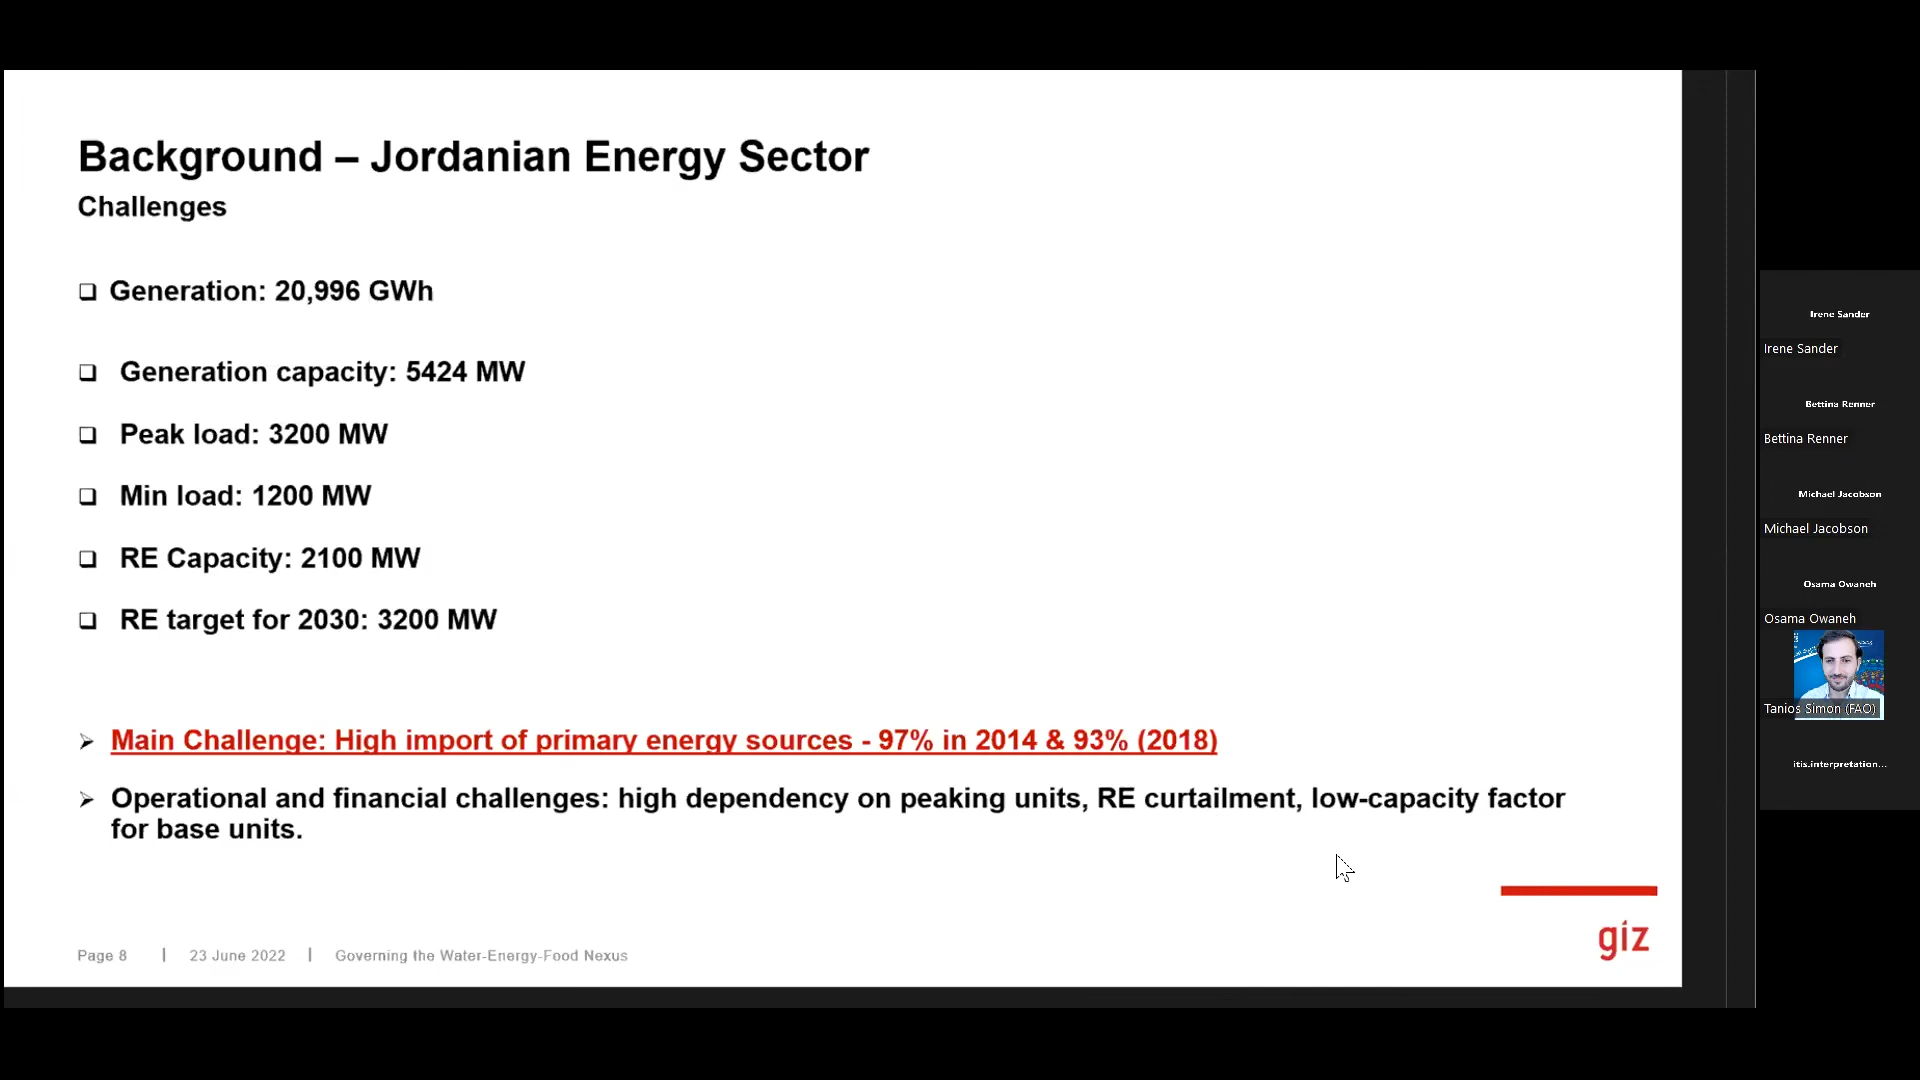 Background – Jordanian Energy Sector
Challenges
❑ Generation: 20,996 GWh
❑ Generation capacity: 5424 MW
❑ Peak load: 3200 MW
❑ Min load: 1200 MW
❑ RE Capacity: 2100 MW
❑ RE target for 2030: 3200 MW
➢ Main Challenge: High import of primary energy sources - 97% in 2014 & 93% (2018)
➢ Operational and financial challenges: high dependency on peaking units, RE curtailment, low-capacity factor
for base units.
giz
Page 8 | 23 June 2022 | Governing the Water-Energy-Food Nexus
Irene Sander
Irene Sander
Bettina Renner
Bettina Renner
Michael Jacobson
Michael Jacobson
Osama Owaneh
Osama Owaneh
Tanios Simon (FAO)
itis.interpretation...